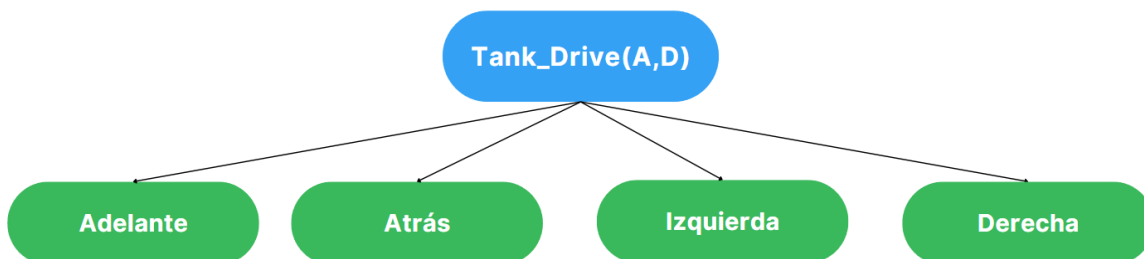 Tank_Drive(A,D)
Adelante
Atrás
Izquierda
Derecha